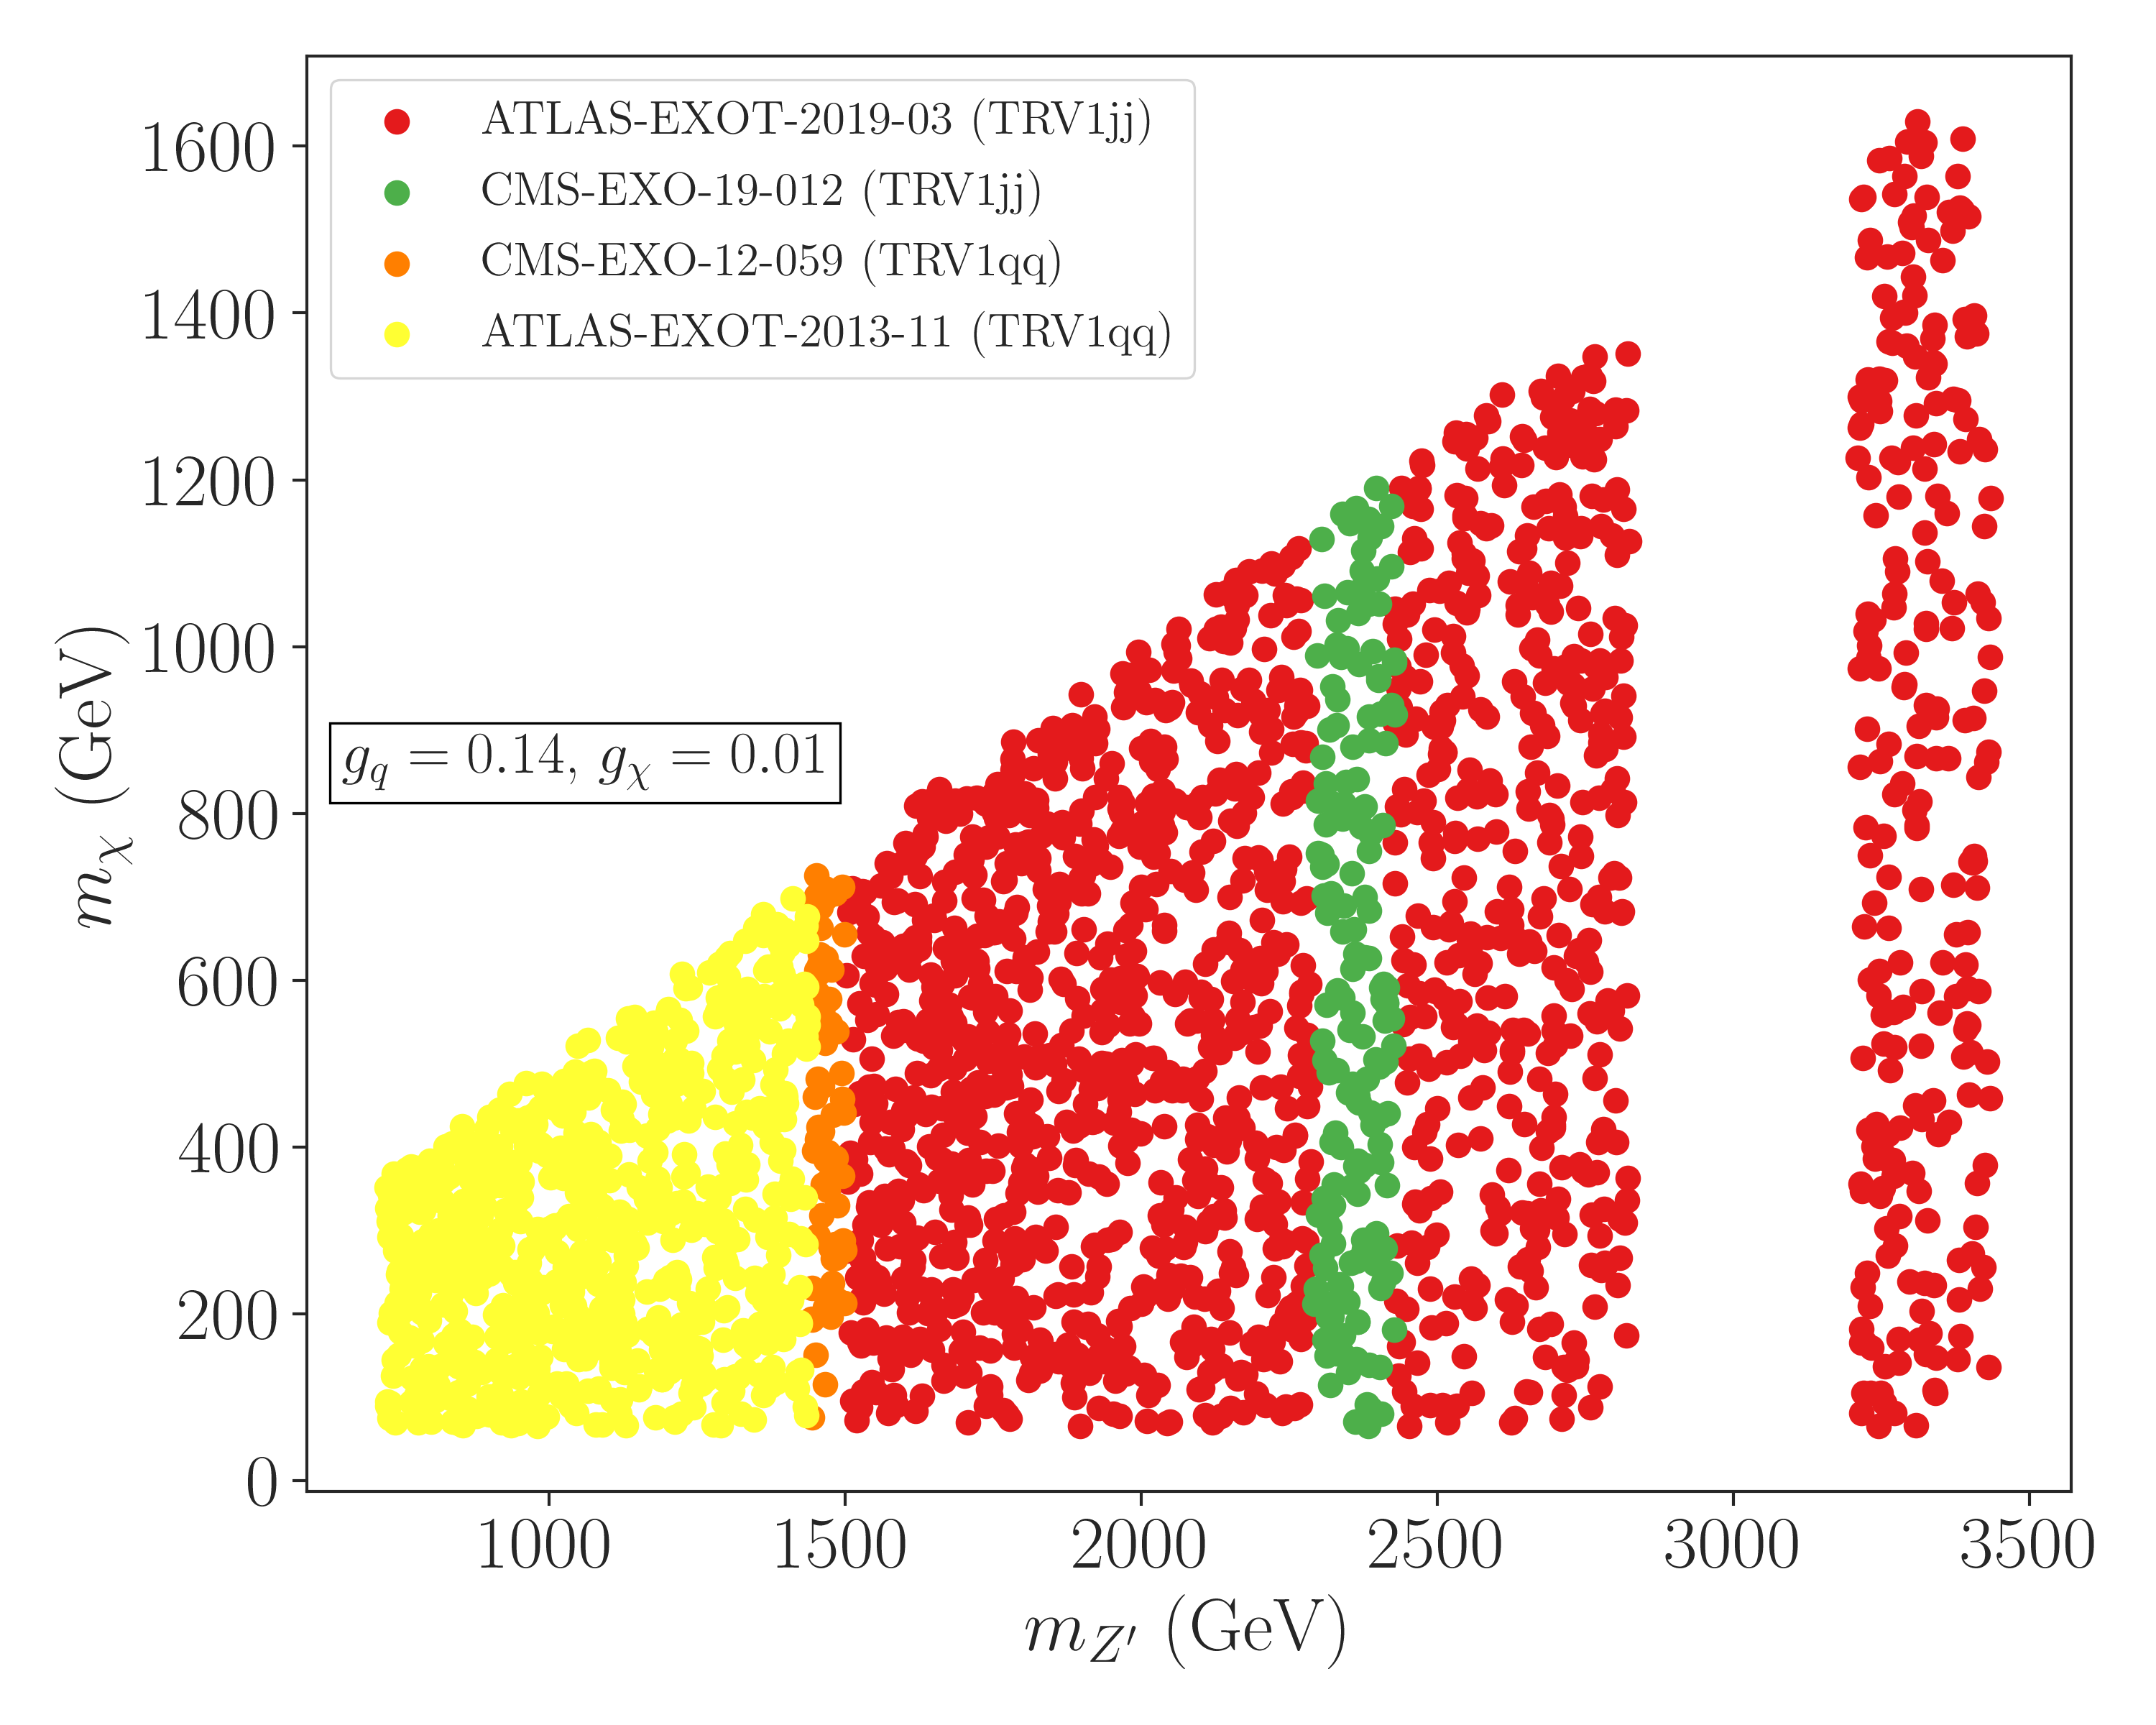 ATLAS-EXOT-2019-03 (TRV1jj)
CMS-EXO-19-012 (TRV1jj)
CMS-EXO-12-059 (TRV1qq)
ATLAS-EXOT-2013-11 (TRV1qq)
g_q = 0.14, g_χ = 0.01
m_χ (GeV)
1600
1400
1200
1000
800
600
400
200
0
1000 1500 2000 2500 3000 3500
m_Z′ (GeV)